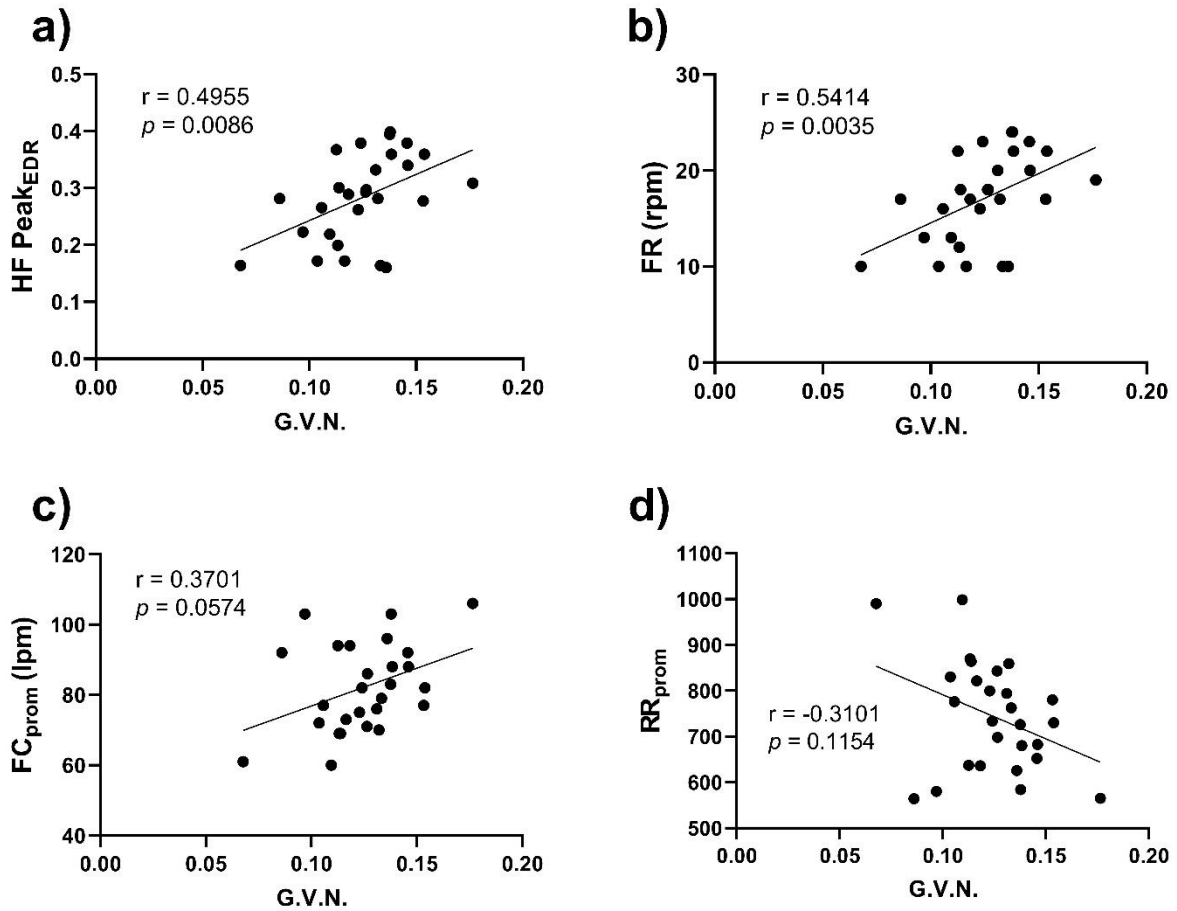 a)
r = 0.4955
p = 0.0086
HF Peak_EDR
0.5
0.4
0.3
0.2
0.1
0.0
0.00 0.05 0.10 0.15 0.20
G.V.N.
b)
r = 0.5414
p = 0.0035
FR (rpm)
30
20
10
0
0.00 0.05 0.10 0.15 0.20
G.V.N.
c)
r = 0.3701
p = 0.0574
FC_prom (lpm)
120
100
80
60
40
0.00 0.05 0.10 0.15 0.20
G.V.N.
d)
r = -0.3101
p = 0.1154
RR_prom
1100
1000
900
800
700
600
500
0.00 0.05 0.10 0.15 0.20
G.V.N.